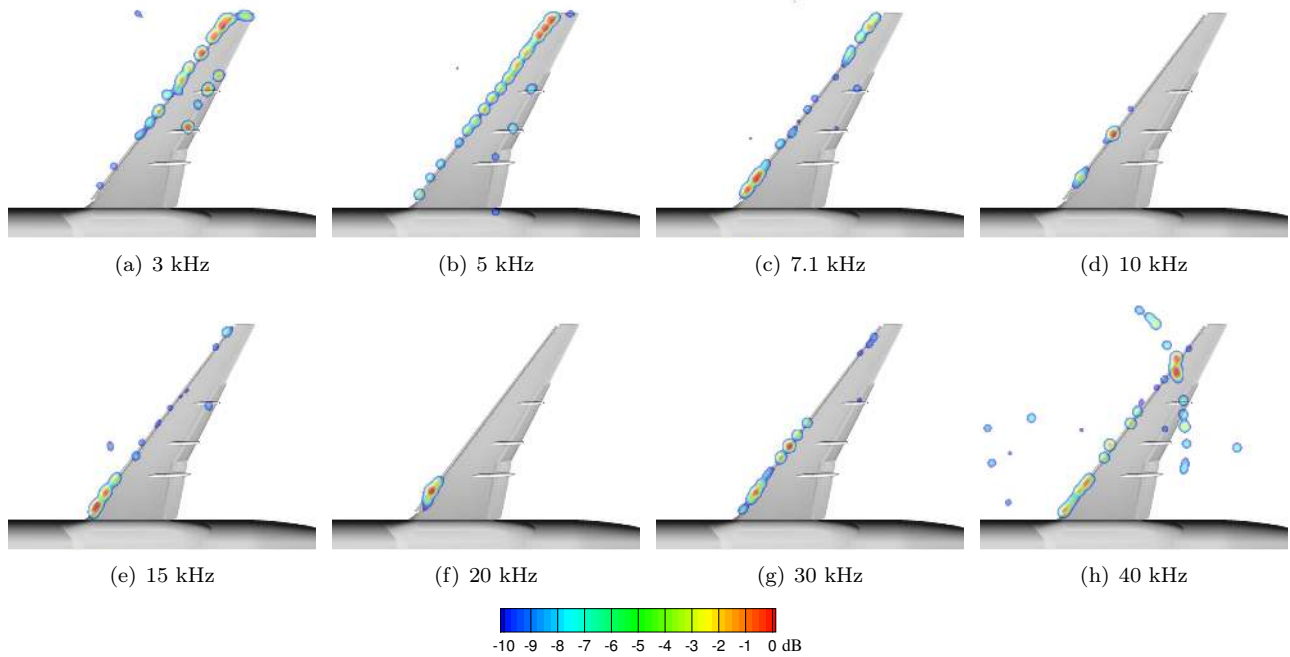 (a) 3 kHz
(b) 5 kHz
(c) 7.1 kHz
(d) 10 kHz
(e) 15 kHz
(f) 20 kHz
(g) 30 kHz
(h) 40 kHz
-10 -9 -8 -7 -6 -5 -4 -3 -2 -1 0 dB